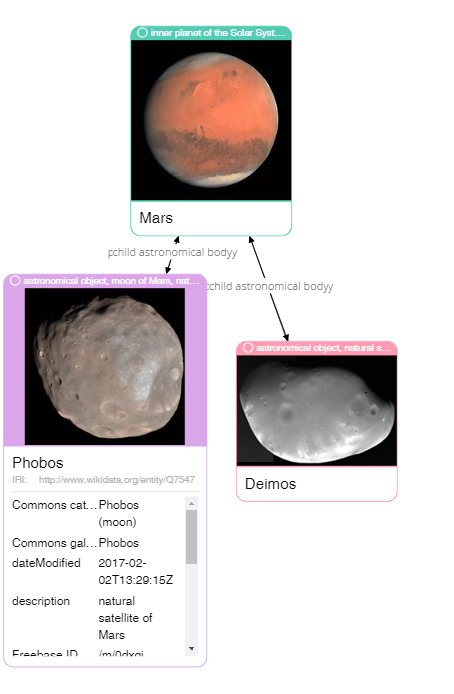 inner planet of the Solar Syst...
Mars
child astronomical body
astronomical object, moon of Mars, nat...
child astronomical body
astronomical object, natural s...
Phobos
IRI: http://www.wikidata.org/entity/Q7547
Deimos
Commons cat... Phobos
(moon)
Commons gal... Phobos
dateModified 2017-02-
02T13:29:15Z
description natural
satellite of
Mars
Freebase ID /m/0dxgj